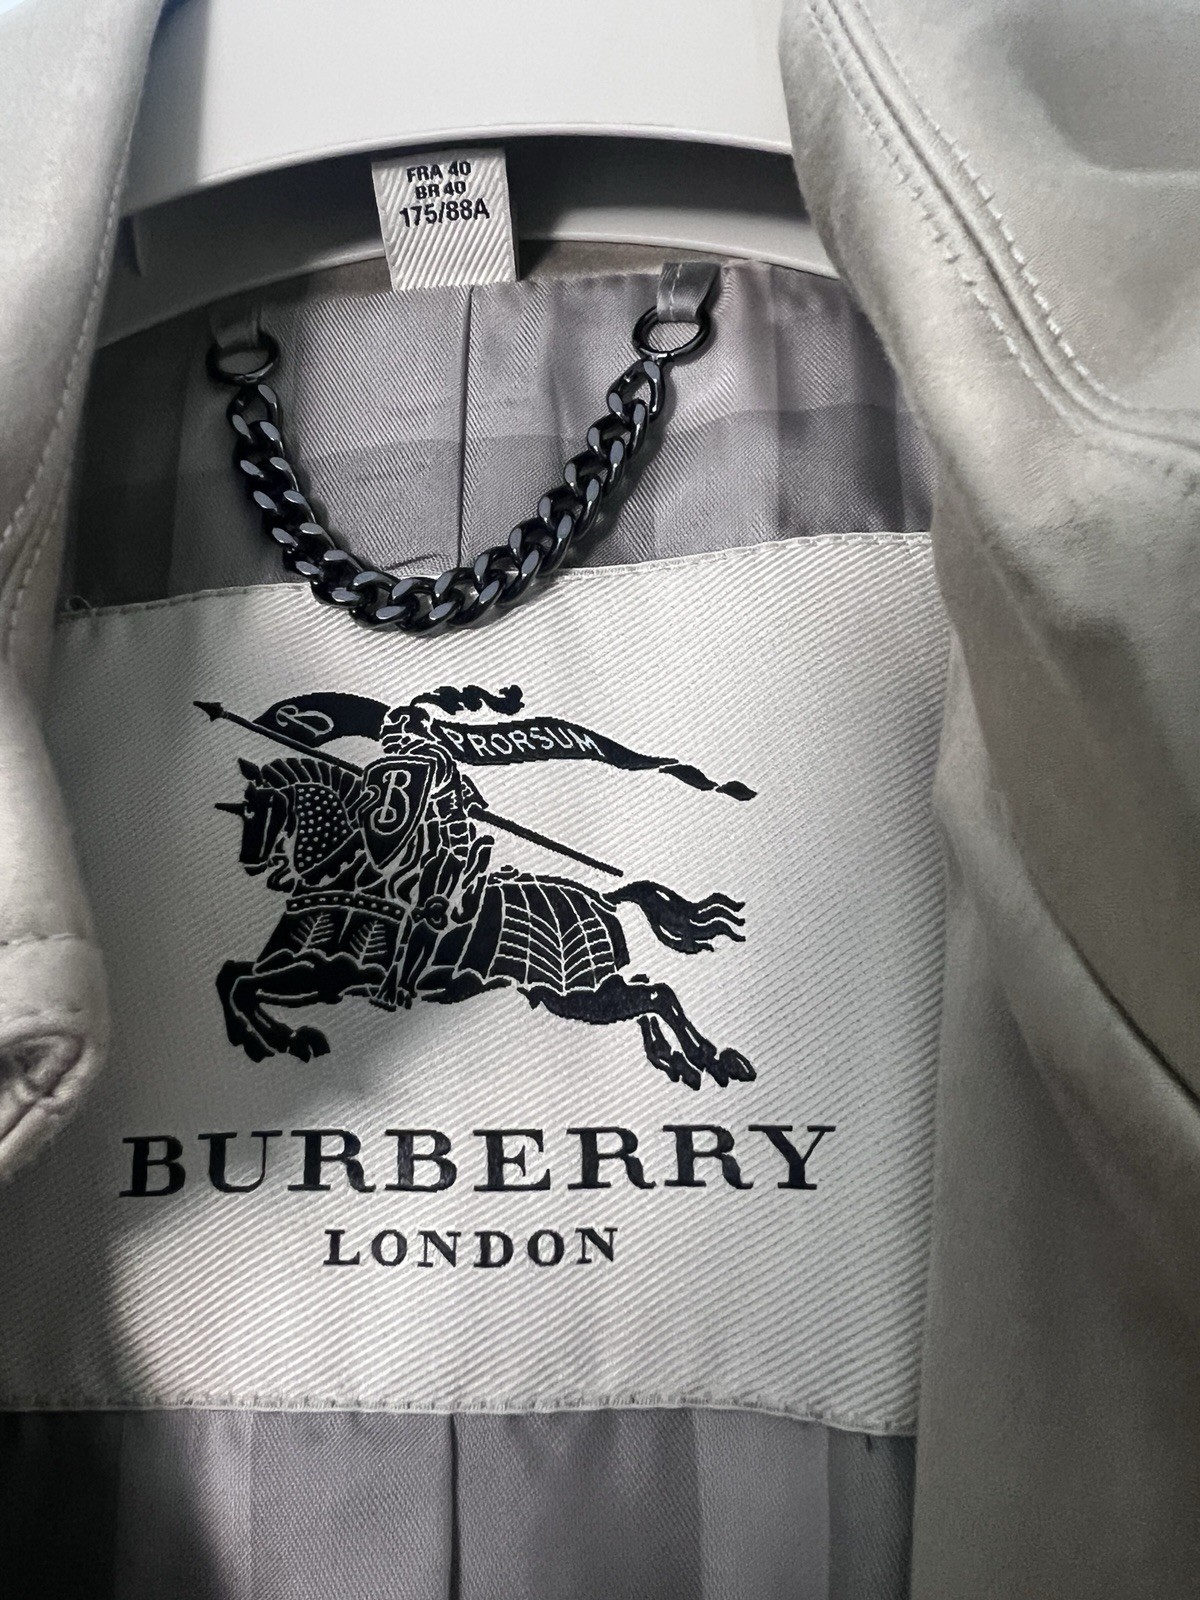 FRA 40
BR 40
175/88A
B
PRORSUM
B
BURBERRY
LONDON